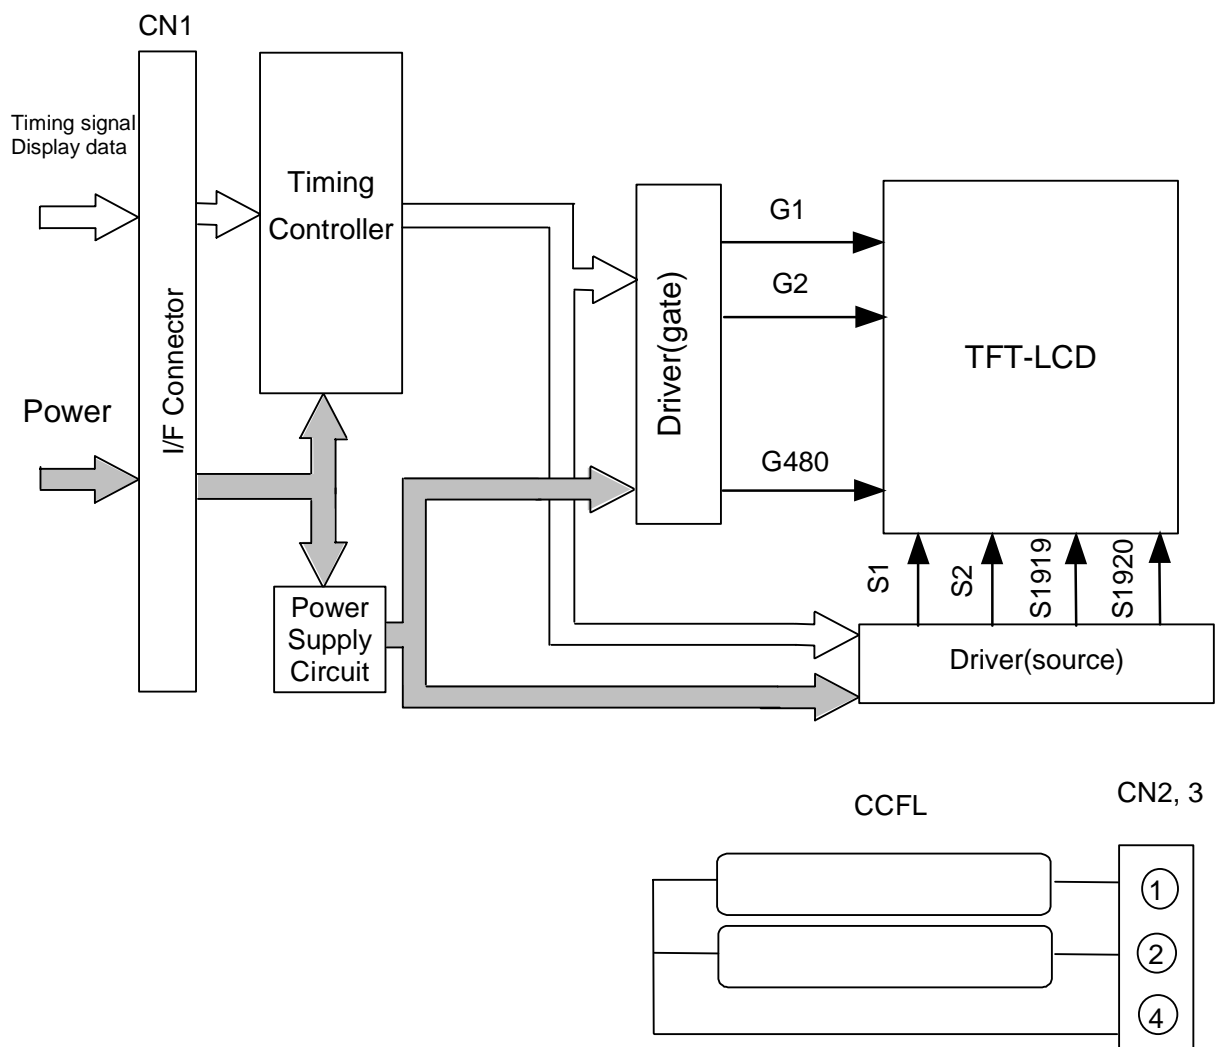 CN1
Timing signal
Display data
Timing
Controller
Power
I/F Connector
Driver(gate)
G1
G2
G480
TFT-LCD
Power
Supply
Circuit
S1
S2
S1919
S1920
Driver(source)
CCFL
CN2, 3
1
2
4